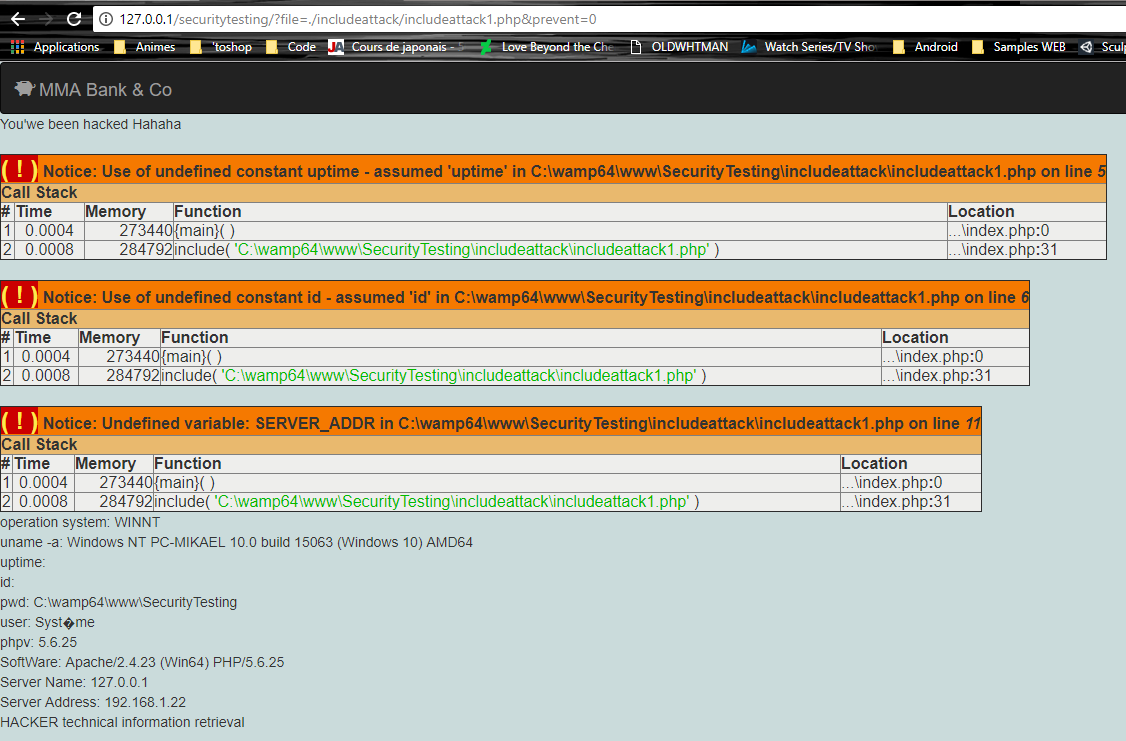 127.0.0.1/securitytesting/?file=./includeattack/includeattack1.php&prevent=0
Applications Animes 'toshop Code JA Cours de japonais - 5 Love Beyond the Che OLDWHTMAN Watch Series/TV Sho Android Samples WEB Sculp
MMA Bank & Co
You'we been hacked Hahaha
( ! ) Notice: Use of undefined constant uptime - assumed 'uptime' in C:\wamp64\www\SecurityTesting\includeattack\includeattack1.php on line 5
Call Stack
# Time Memory Function Location
1 0.0004 273440 {main}( ) ...\index.php:0
2 0.0008 284792 include( 'C:\wamp64\www\SecurityTesting\includeattack\includeattack1.php' ) ...\index.php:31
( ! ) Notice: Use of undefined constant id - assumed 'id' in C:\wamp64\www\SecurityTesting\includeattack\includeattack1.php on line 6
Call Stack
# Time Memory Function Location
1 0.0004 273440 {main}( ) ...\index.php:0
2 0.0008 284792 include( 'C:\wamp64\www\SecurityTesting\includeattack\includeattack1.php' ) ...\index.php:31
( ! ) Notice: Undefined variable: SERVER_ADDR in C:\wamp64\www\SecurityTesting\includeattack\includeattack1.php on line 11
Call Stack
# Time Memory Function Location
1 0.0004 273440 {main}( ) ...\index.php:0
2 0.0008 284792 include( 'C:\wamp64\www\SecurityTesting\includeattack\includeattack1.php' ) ...\index.php:31
operation system: WINNT
uname -a: Windows NT PC-MIKAEL 10.0 build 15063 (Windows 10) AMD64
uptime:
id:
pwd: C:\wamp64\www\SecurityTesting
user: Syst�me
phpv: 5.6.25
SoftWare: Apache/2.4.23 (Win64) PHP/5.6.25
Server Name: 127.0.0.1
Server Address: 192.168.1.22
HACKER technical information retrieval